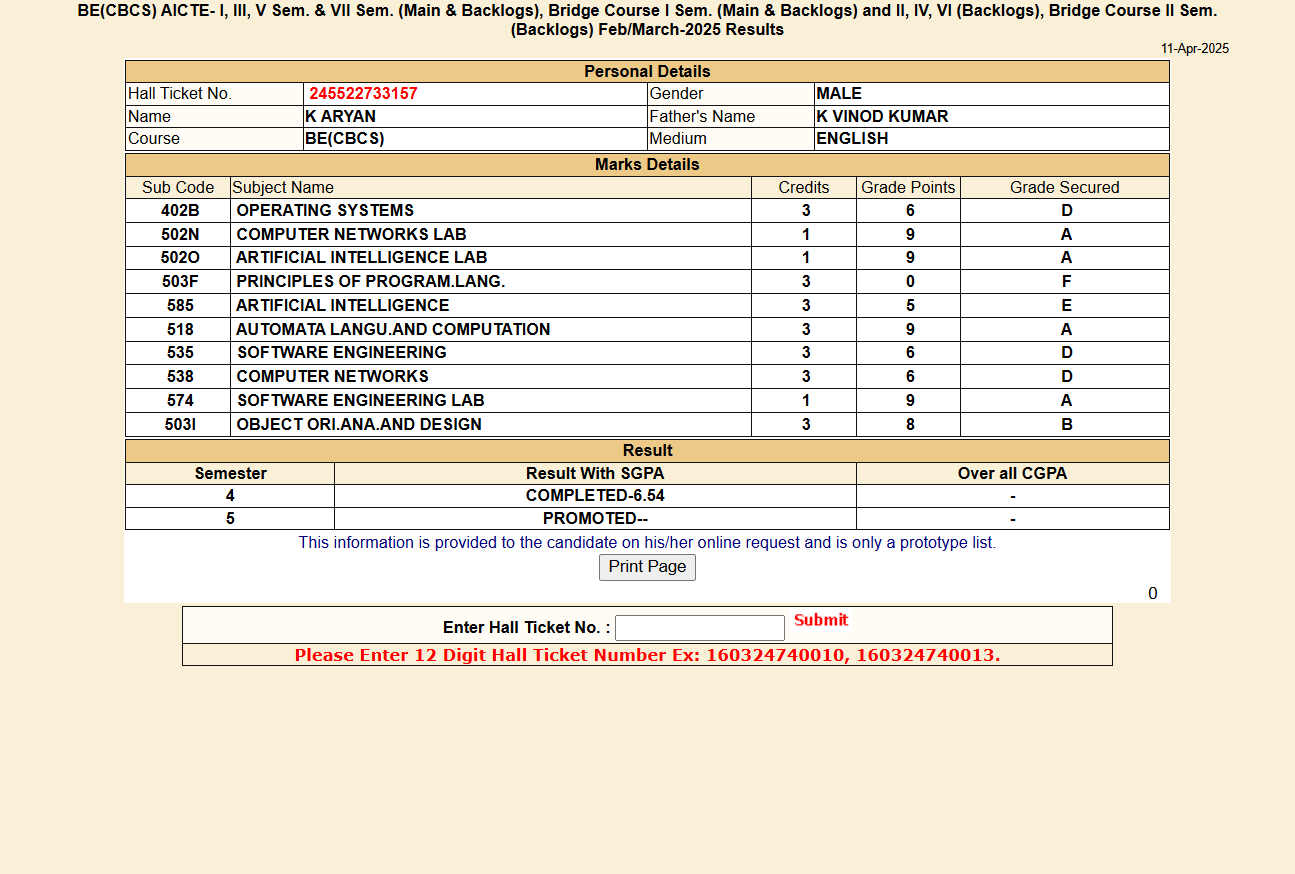 BE(CBCS) AICTE- I, III, V Sem. & VII Sem. (Main & Backlogs), Bridge Course I Sem. (Main & Backlogs) and II, IV, VI (Backlogs), Bridge Course II Sem.
(Backlogs) Feb/March-2025 Results
11-Apr-2025
Personal Details
Hall Ticket No. 245522733157 Gender MALE
Name K ARYAN Father's Name K VINOD KUMAR
Course BE(CBCS) Medium ENGLISH
Marks Details
Sub Code Subject Name Credits Grade Points Grade Secured
402B OPERATING SYSTEMS 3 6 D
502N COMPUTER NETWORKS LAB 1 9 A
502O ARTIFICIAL INTELLIGENCE LAB 1 9 A
503F PRINCIPLES OF PROGRAM.LANG. 3 0 F
585 ARTIFICIAL INTELLIGENCE 3 5 E
518 AUTOMATA LANGU.AND COMPUTATION 3 9 A
535 SOFTWARE ENGINEERING 3 6 D
538 COMPUTER NETWORKS 3 6 D
574 SOFTWARE ENGINEERING LAB 1 9 A
503I OBJECT ORI.ANA.AND DESIGN 3 8 B
Result
Semester Result With SGPA Over all CGPA
4 COMPLETED-6.54 -
5 PROMOTED-- -
This information is provided to the candidate on his/her online request and is only a prototype list.
Print Page
0
Enter Hall Ticket No. : Submit
Please Enter 12 Digit Hall Ticket Number Ex: 160324740010, 160324740013.